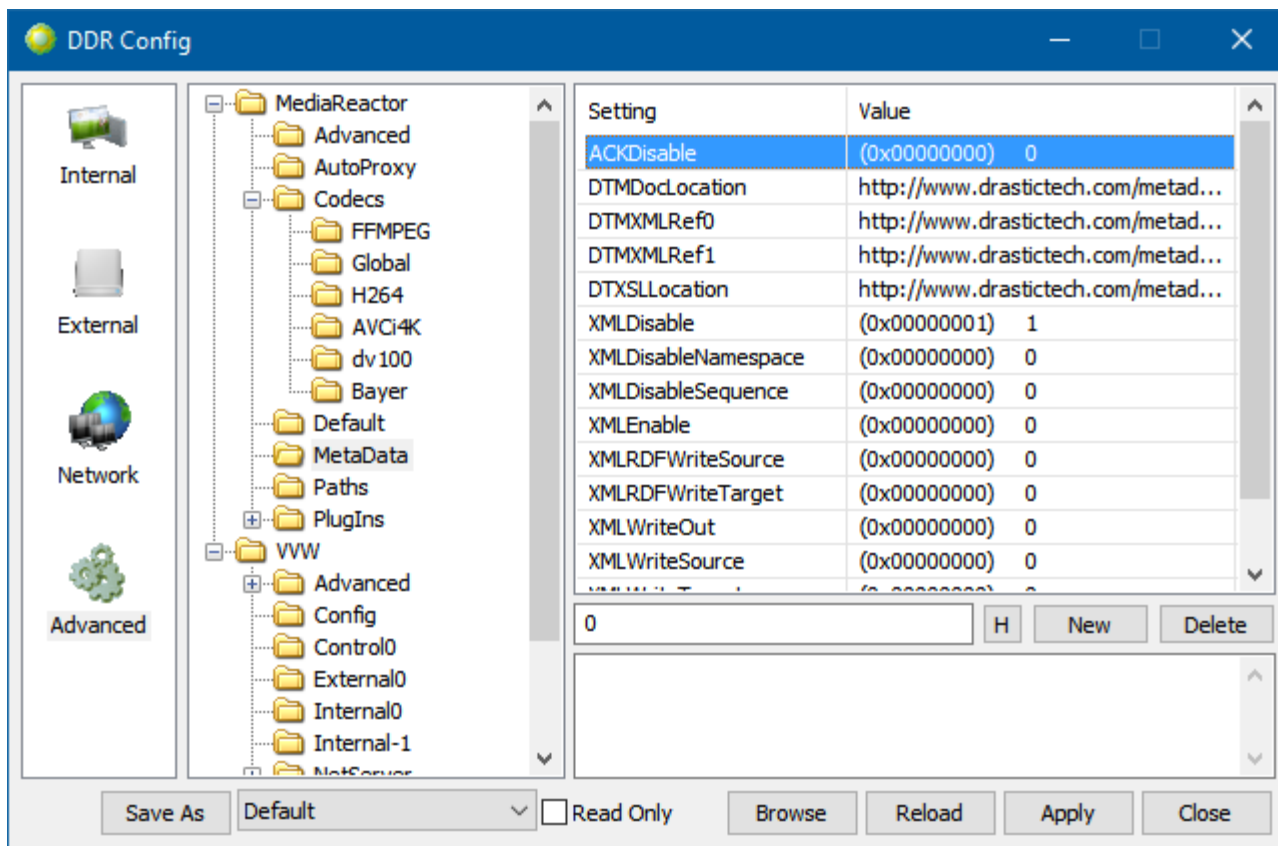 DDR Config
Internal
External
Network
Advanced
MediaReactor
Advanced
AutoProxy
Codecs
FFMPEG
Global
H264
AVCi4K
dv100
Bayer
Default
MetaData
Paths
PlugIns
VVW
Advanced
Config
Control0
External0
Internal0
Internal-1
NetServer
Setting Value
ACKDisable (0x00000000) 0
DTMDocLocation http://www.drastictech.com/metad...
DTMXMLRef0 http://www.drastictech.com/metad...
DTMXMLRef1 http://www.drastictech.com/metad...
DTXSLLocation http://www.drastictech.com/metad...
XMLDisable (0x00000001) 1
XMLDisableNamespace (0x00000000) 0
XMLDisableSequence (0x00000000) 0
XMLEnable (0x00000000) 0
XMLRDFWriteSource (0x00000000) 0
XMLRDFWriteTarget (0x00000000) 0
XMLWriteOut (0x00000000) 0
XMLWriteSource (0x00000000) 0
0 H New Delete
Save As Default Read Only Browse Reload Apply Close